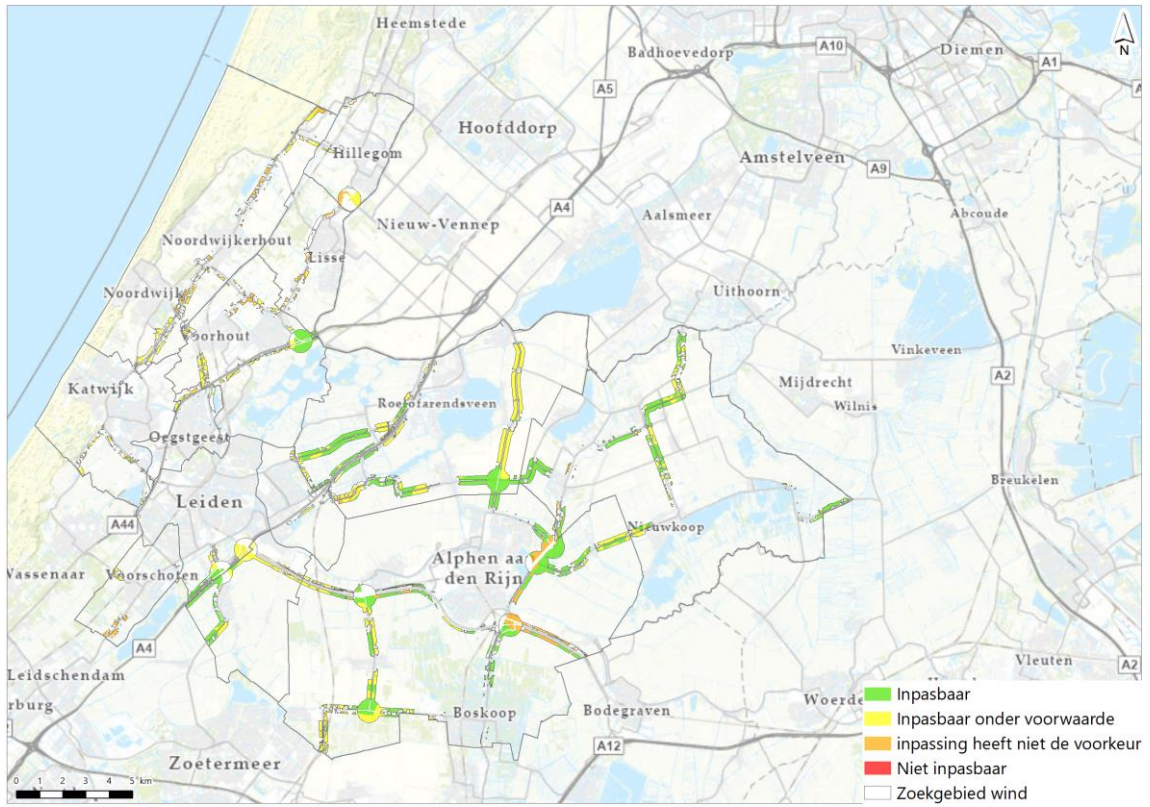 Heemstede
Badhoevedorp
A10
Diemen
A1
N
A5
Hoofddorp
Hillegom
Amstelveen
A9
A4
Aalsmeer
Abcoude
Nieuw-Vennep
Noordwijkerhout
Lisse
Noordwijk
Uithoorn
Vinkeveen
A2
Katwijk
Roelofarendsveen
Mijdrecht
Wilnis
Oegstgeest
Leiden
Breukelen
A44
Nieuwkoop
Alphen aa
den Rijn
Wassenaar
Voorschoten
A4
Leidschendam
Vleuten
A2
rburg
Boskoop
Bodegraven
Woerde
A12
Zoetermeer
Inpasbaar
Inpasbaar onder voorwaarde
inpassing heeft niet de voorkeur
Niet inpasbaar
Zoekgebied wind
0 1 2 3 4 5 km